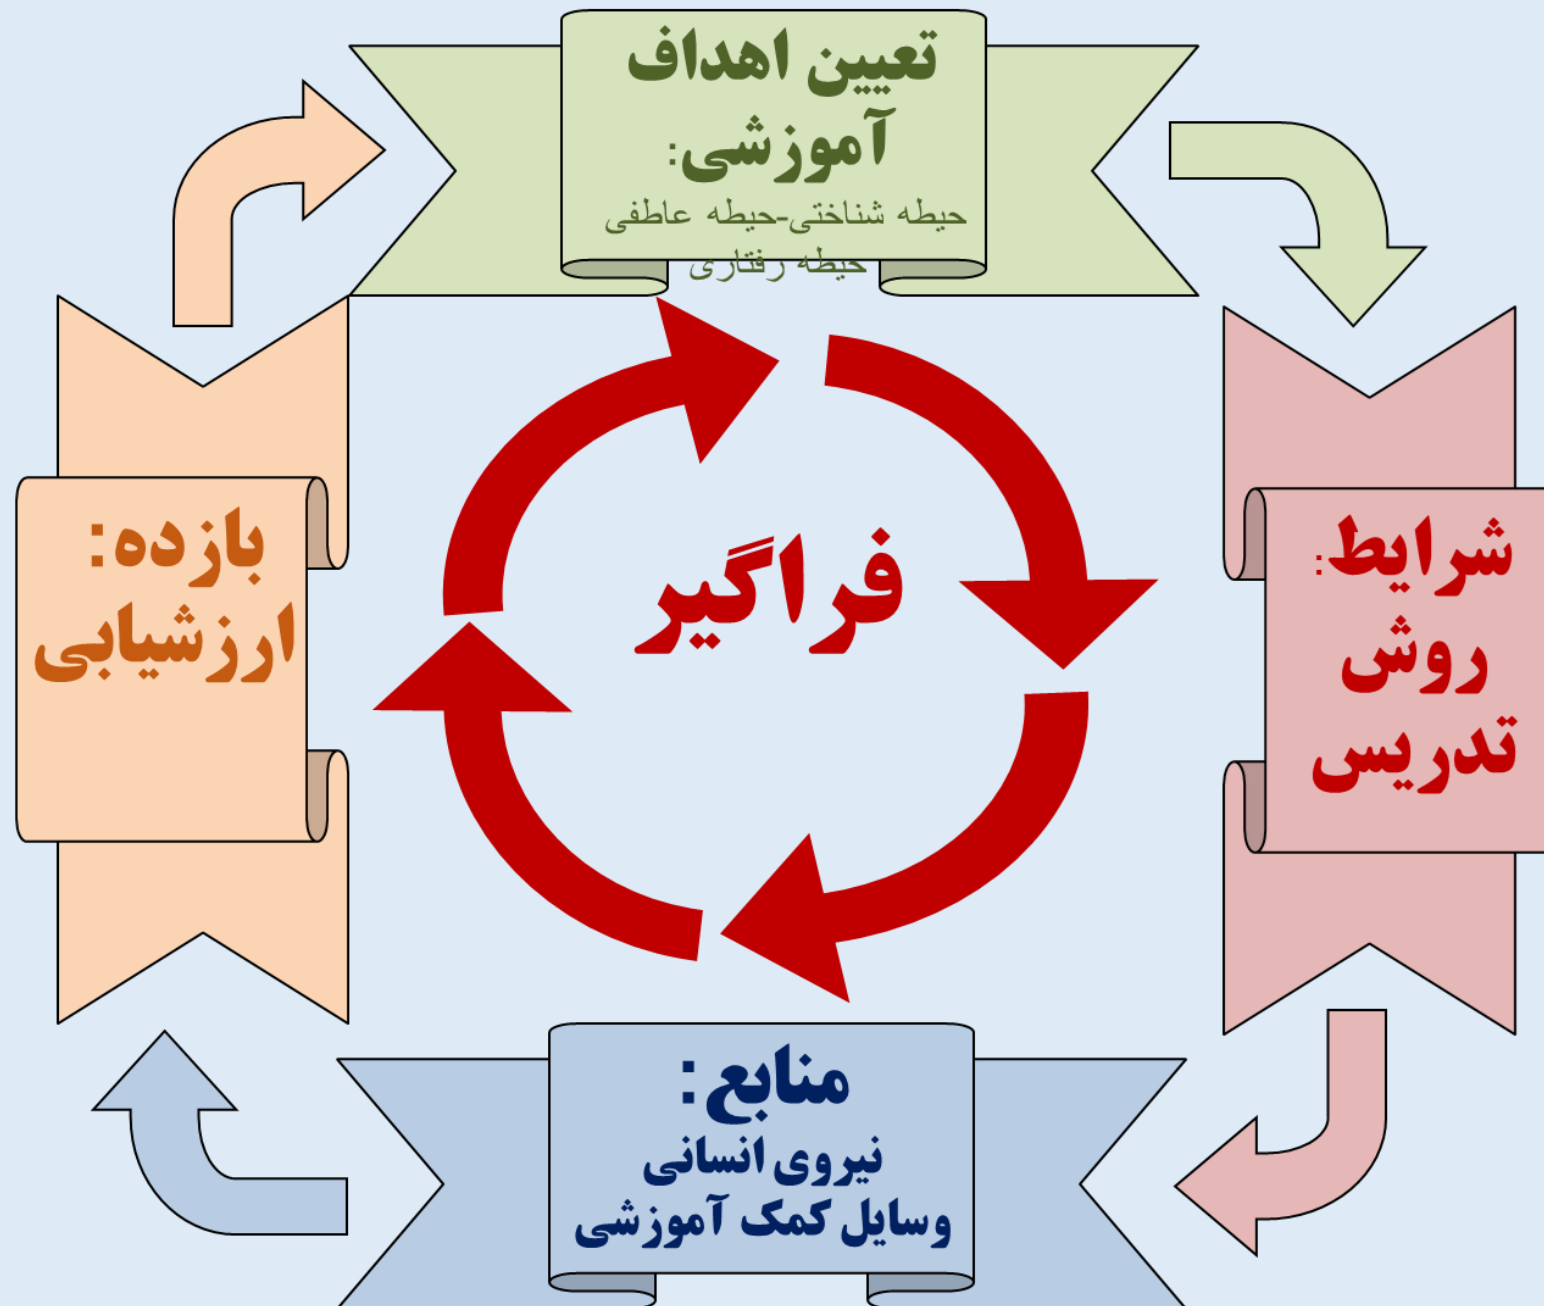 تعیین اهداف
آموزشی:
حیطه شناختی-حیطه عاطفی
حیطه رفتاری
شرایط:
روش
تدریس
فراگیر
بازده:
ارزشیابی
منابع:
نیروی انسانی
وسایل کمک آموزشی